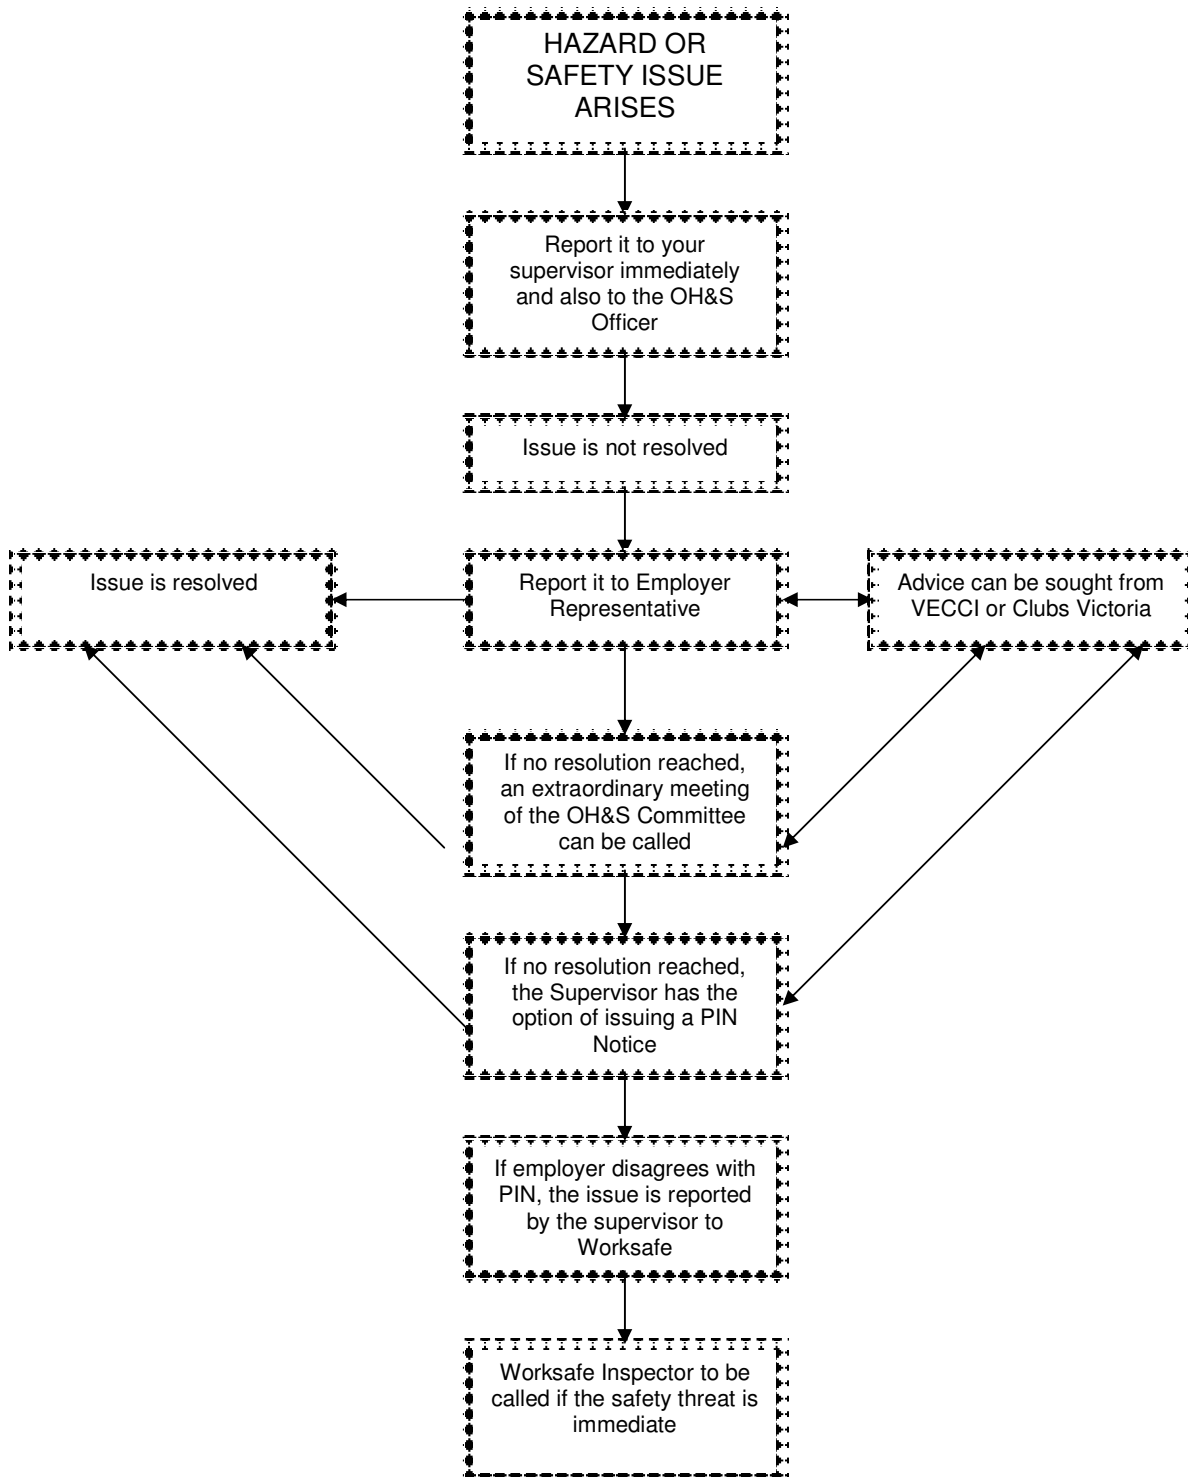 HAZARD OR
SAFETY ISSUE
ARISES
Report it to your
supervisor immediately
and also to the OH&S
Officer
Issue is not resolved
Issue is resolved
Report it to Employer
Representative
Advice can be sought from
VECCI or Clubs Victoria
If no resolution reached,
an extraordinary meeting
of the OH&S Committee
can be called
If no resolution reached,
the Supervisor has the
option of issuing a PIN
Notice
If employer disagrees with
PIN, the issue is reported
by the supervisor to
Worksafe
Worksafe Inspector to be
called if the safety threat is
immediate